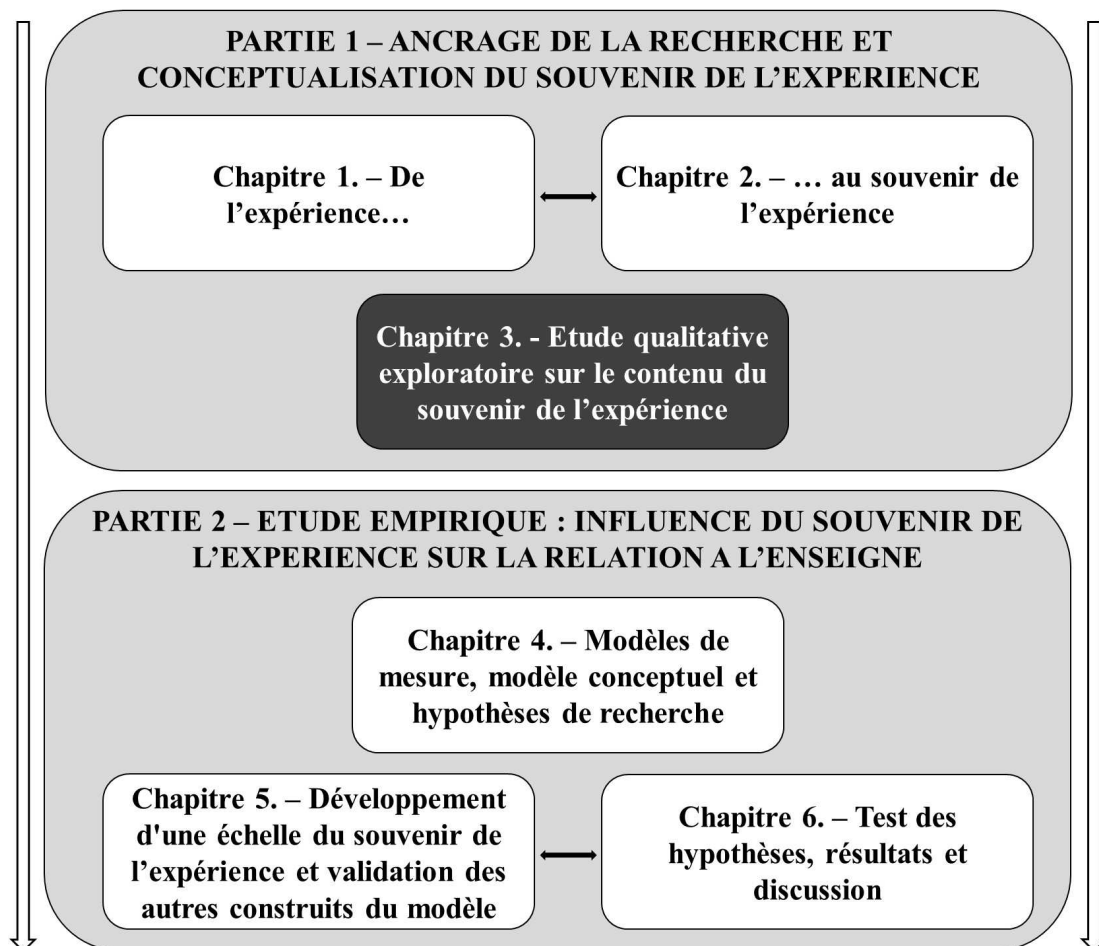 PARTIE 1 – ANCRAGE DE LA RECHERCHE ET
CONCEPTUALISATION DU SOUVENIR DE L’EXPERIENCE
Chapitre 1. – De
l’expérience…
Chapitre 2. – … au souvenir de
l’expérience
Chapitre 3. - Etude qualitative
exploratoire sur le contenu du
souvenir de l’expérience
PARTIE 2 – ETUDE EMPIRIQUE : INFLUENCE DU SOUVENIR DE
L’EXPERIENCE SUR LA RELATION A L’ENSEIGNE
Chapitre 4. – Modèles de
mesure, modèle conceptuel et
hypothèses de recherche
Chapitre 5. – Développement
d'une échelle du souvenir de
l’expérience et validation des
autres construits du modèle
Chapitre 6. – Test des
hypothèses, résultats et
discussion